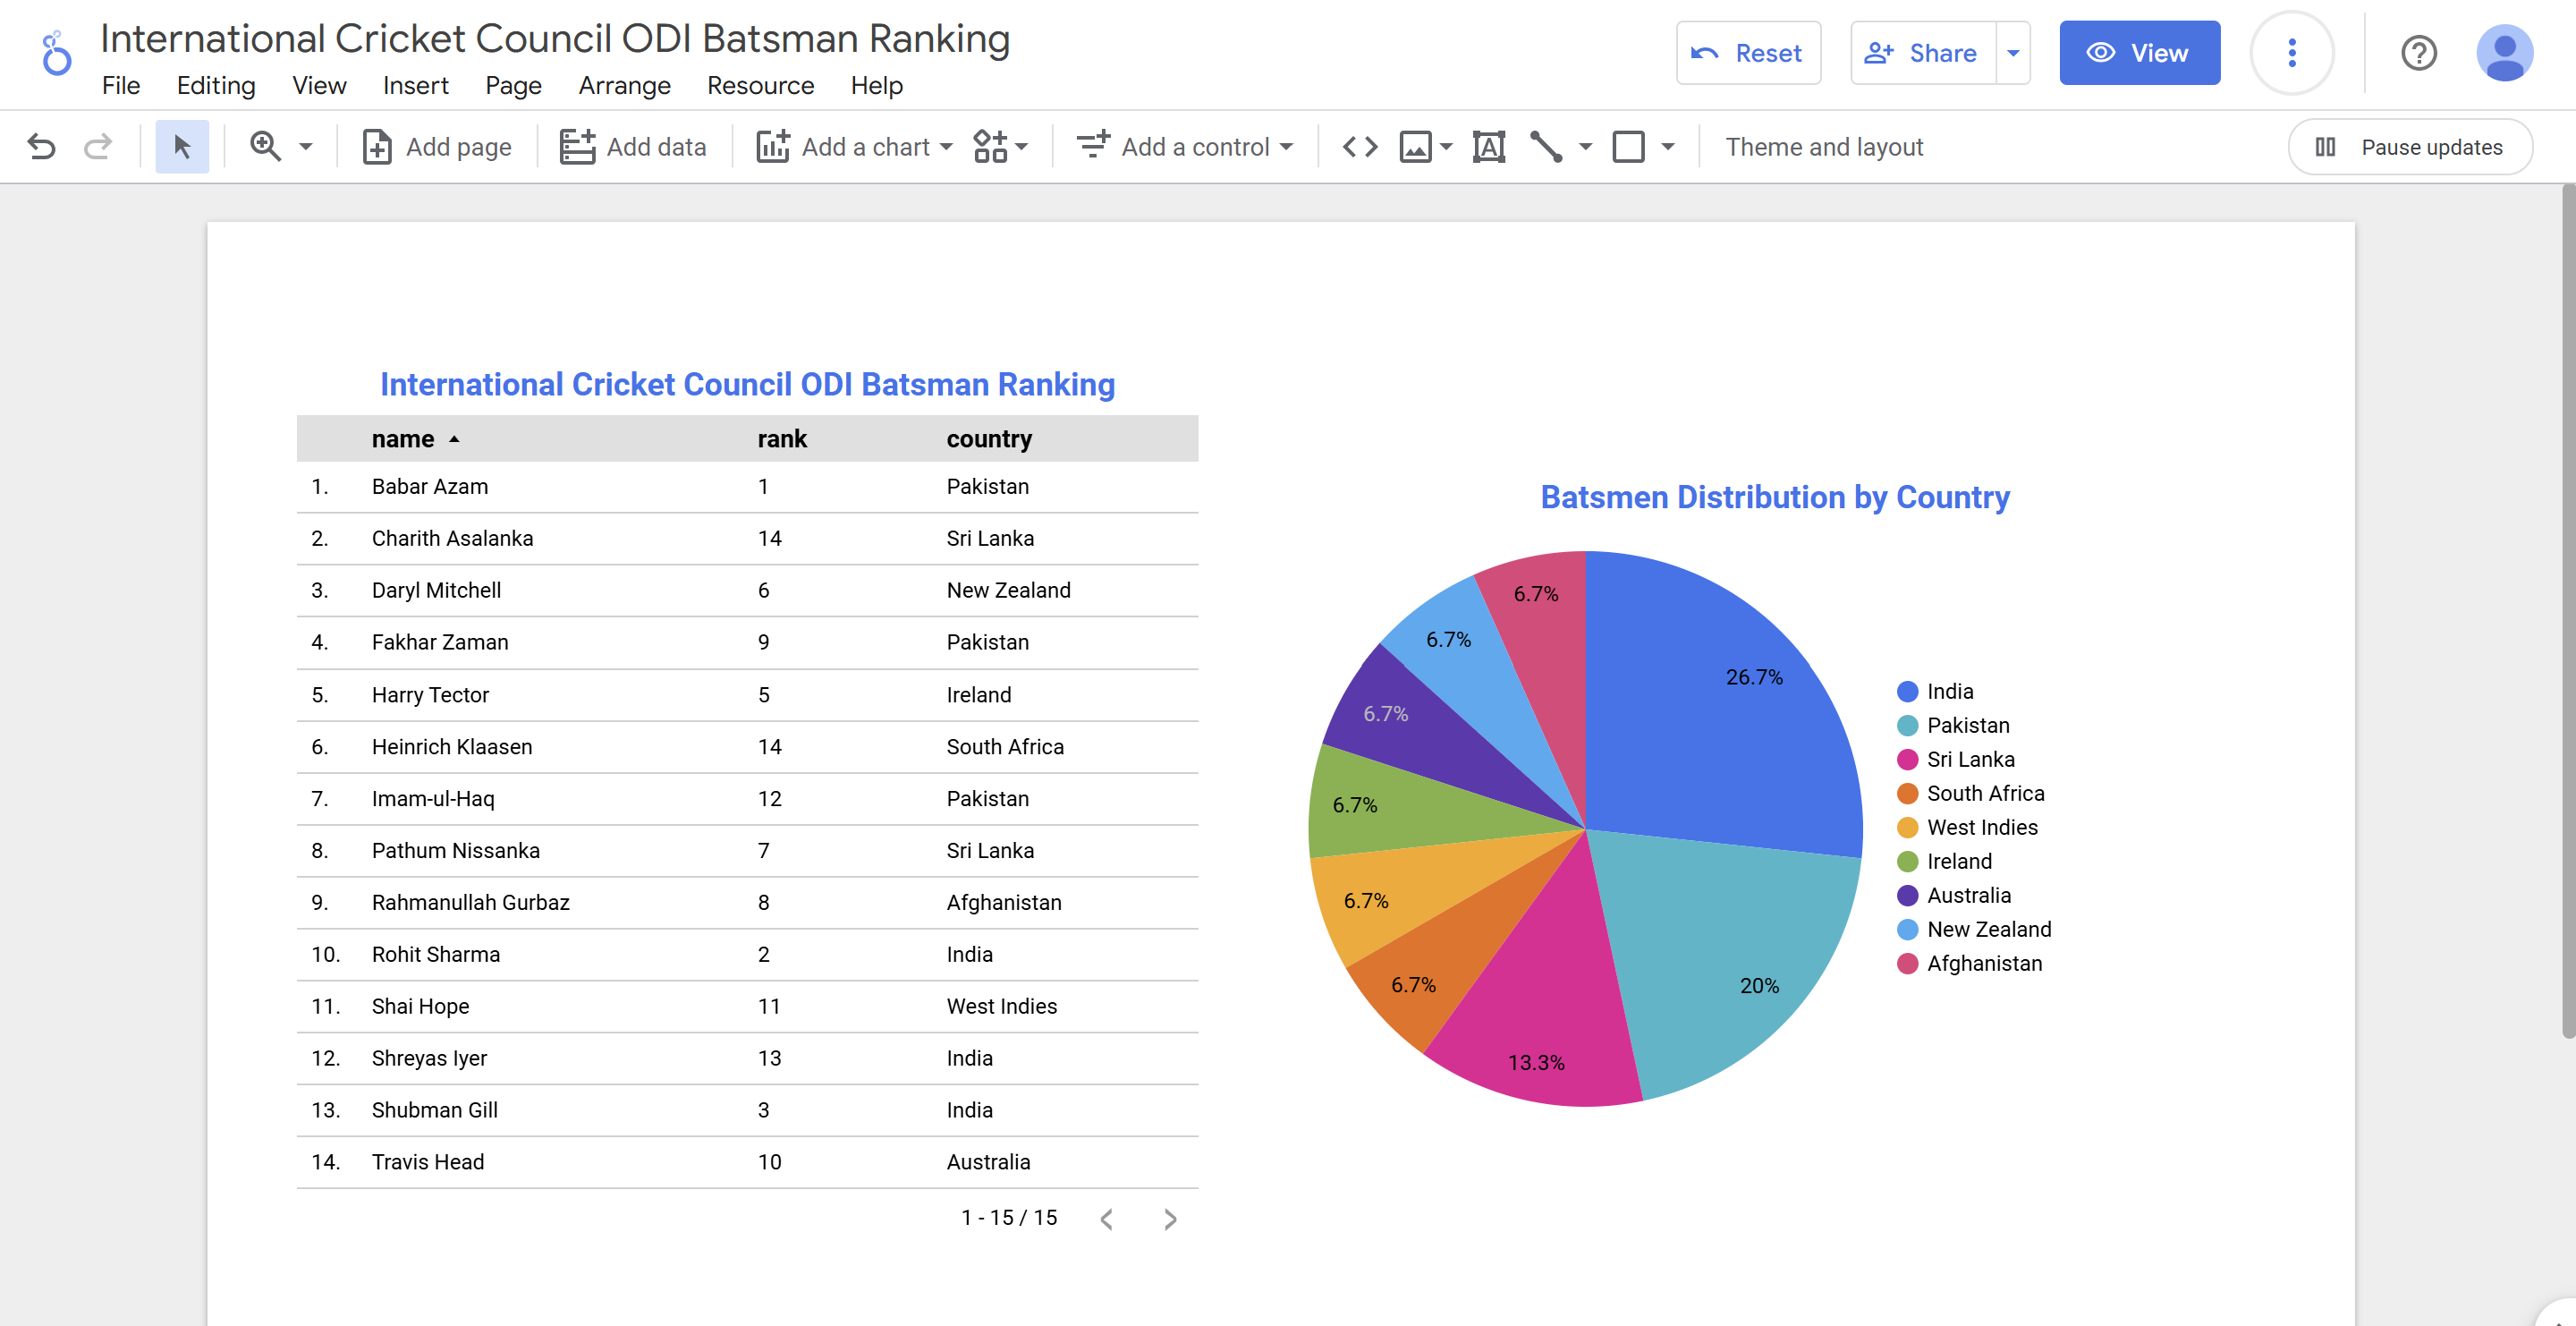 International Cricket Council ODI Batsman Ranking
File Editing View Insert Page Arrange Resource Help
Reset Share View
Add page Add data Add a chart Add a control Theme and layout Pause updates
International Cricket Council ODI Batsman Ranking
name rank country
1. Babar Azam 1 Pakistan
2. Charith Asalanka 14 Sri Lanka
3. Daryl Mitchell 6 New Zealand
4. Fakhar Zaman 9 Pakistan
5. Harry Tector 5 Ireland
6. Heinrich Klaasen 14 South Africa
7. Imam-ul-Haq 12 Pakistan
8. Pathum Nissanka 7 Sri Lanka
9. Rahmanullah Gurbaz 8 Afghanistan
10. Rohit Sharma 2 India
11. Shai Hope 11 West Indies
12. Shreyas Iyer 13 India
13. Shubman Gill 3 India
14. Travis Head 10 Australia
1 - 15 / 15
Batsmen Distribution by Country
6.7%
6.7%
26.7%
6.7%
6.7%
6.7%
6.7%
20%
13.3%
India
Pakistan
Sri Lanka
South Africa
West Indies
Ireland
Australia
New Zealand
Afghanistan